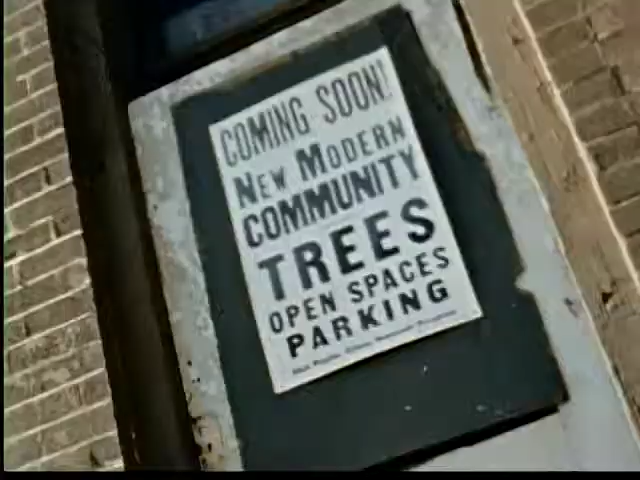 COMING SOON!
NEW MODERN
COMMUNITY
TREES
OPEN SPACES
PARKING